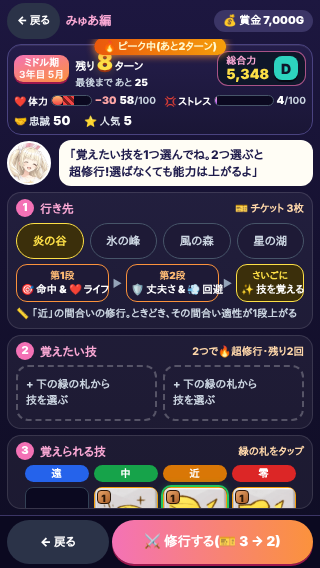 ← 戻る
みゅあ編
💰 賞金 7,000G
🔥 ピーク中(あと2ターン)
ミドル期
3年目 5月
残り 8 ターン
最後まで あと 25
総合力
5,348 D
❤️ 体力 −30 58/100
💢 ストレス 4/100
🤝 忠誠 50 ⭐ 人気 5
「覚えたい技を1つ選んでね。2つ選ぶと
超修行!選ばなくても能力は上がるよ」
1 行き先
🎫 チケット 3枚
炎の谷
氷の峰
風の森
星の湖
第1段
🎯 命中 & ❤️ ライフ
▶
第2段
🛡️ 丈夫さ & 💨 回避
▶
さいごに
✨ 技を覚える
📏 「近」の間合いの修行。ときどき、その間合い適性が1段上がる
2 覚えたい技
2つで🔥超修行・残り2回
+ 下の緑の札から
技を選ぶ
+ 下の緑の札から
技を選ぶ
3 覚えられる技
緑の札をタップ
遠
中
近
零
1
1
1
← 戻る
⚔️ 修行する(🎫 3 → 2)